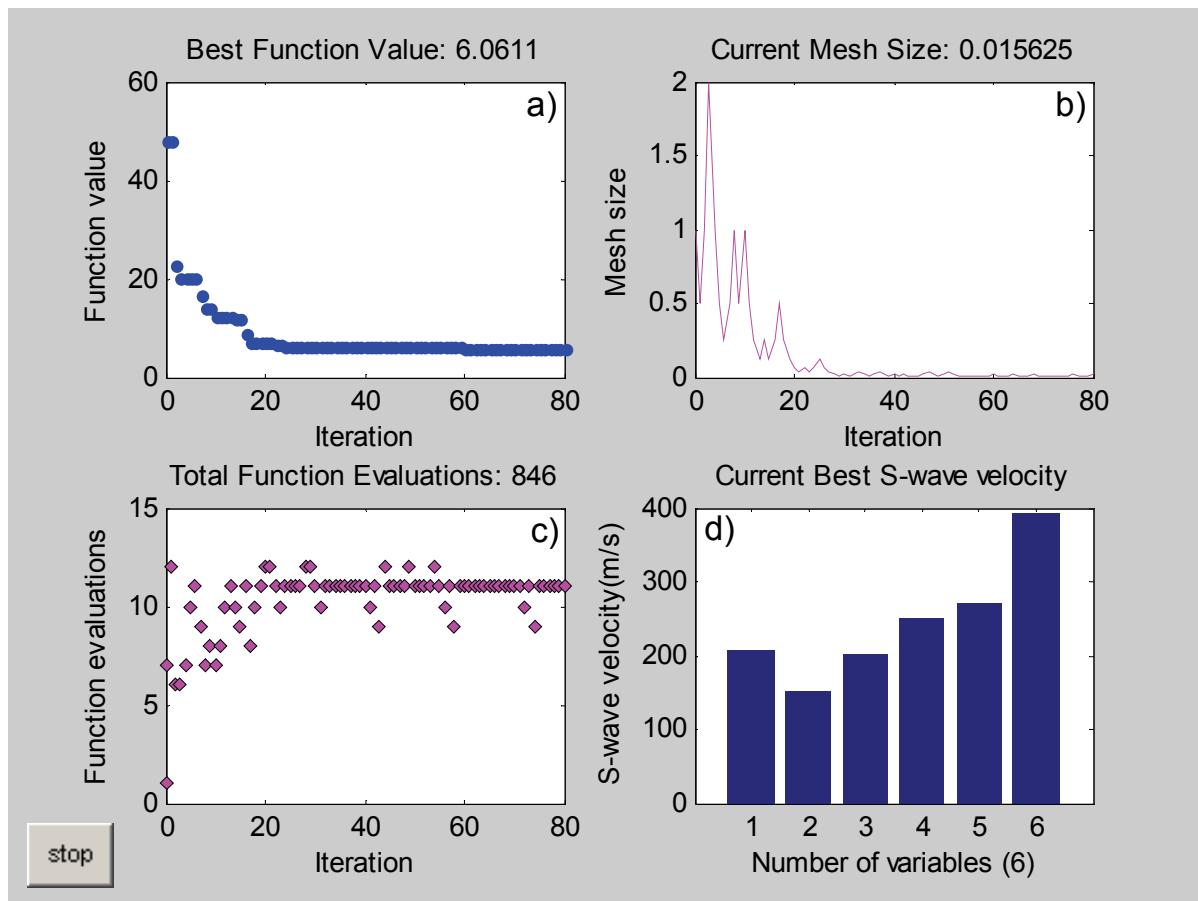 Best Function Value: 6.0611
a)
Function value
60
40
20
0
0 20 40 60 80
Iteration
Current Mesh Size: 0.015625
b)
Mesh size
2
1.5
1
0.5
0
0 20 40 60 80
Iteration
Total Function Evaluations: 846
c)
Function evaluations
15
10
5
0
0 20 40 60 80
Iteration
Current Best S-wave velocity
d)
S-wave velocity(m/s)
400
300
200
100
0
1 2 3 4 5 6
Number of variables (6)
stop